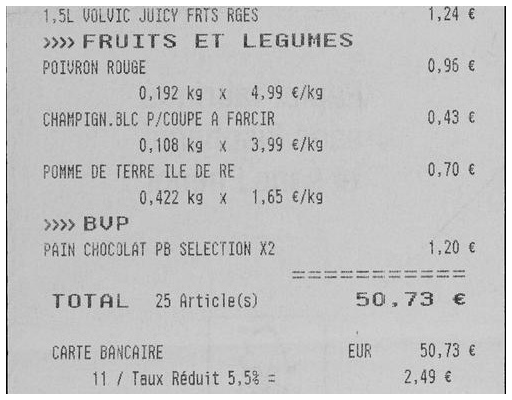 1,5L VOLVIC JUICY FRTS RGES 1,24 €
>>>> FRUITS ET LEGUMES
POIVRON ROUGE 0,96 €
0,192 kg x 4,99 €/kg
CHAMPIGN.BLC P/COUPE A FARCIR 0,43 €
0,108 kg x 3,99 €/kg
POMME DE TERRE ILE DE RE 0,70 €
0,422 kg x 1,65 €/kg
>>>> BVP
PAIN CHOCOLAT PB SELECTION X2 1,20 €
===========
TOTAL 25 Article(s) 50,73 €
CARTE BANCAIRE EUR 50,73 €
11 / Taux Réduit 5,5% = 2,49 €